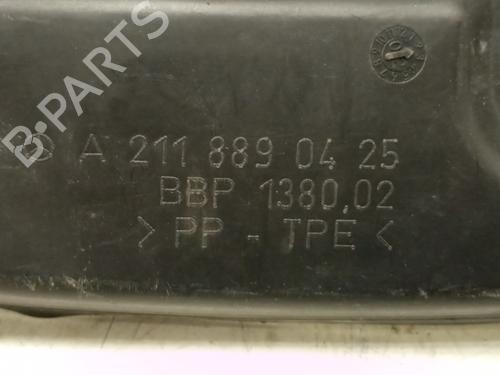 A 211 889 04 25
BBP 1380,02
> PP - TPE <
B-PARTS